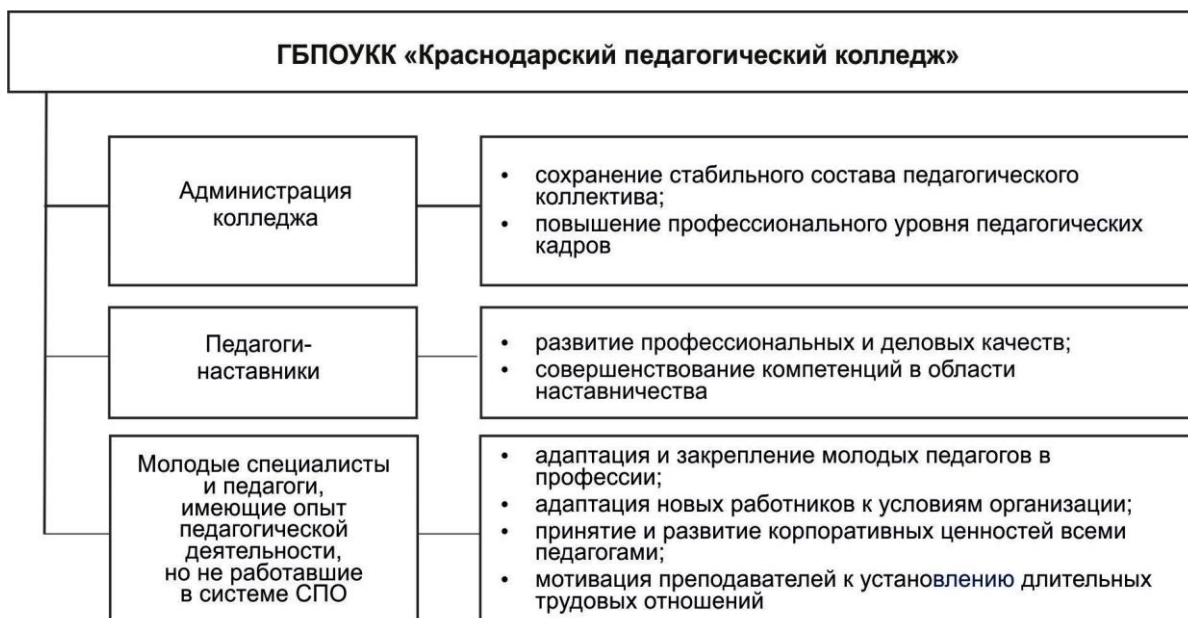 ГБПОУКК «Краснодарский педагогический колледж»
Администрация
колледжа
• сохранение стабильного состава педагогического
коллектива;
• повышение профессионального уровня педагогических
кадров
Педагоги-
наставники
• развитие профессиональных и деловых качеств;
• совершенствование компетенций в области
наставничества
Молодые специалисты
и педагоги,
имеющие опыт
педагогической
деятельности,
но не работавшие
в системе СПО
• адаптация и закрепление молодых педагогов в
профессии;
• адаптация новых работников к условиям организации;
• принятие и развитие корпоративных ценностей всеми
педагогами;
• мотивация преподавателей к установлению длительных
трудовых отношений